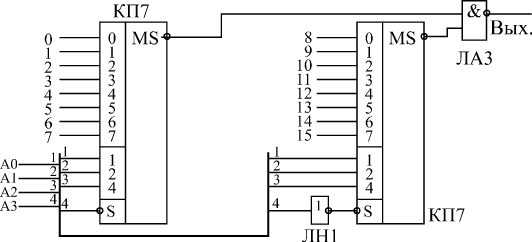 КП7
&
Вых.
ЛА3
0 0 MS
1 1
2 2
3 3
4 4
5 5
6 6
7 7
8 0 MS
9 1
10 2
11 3
12 4
13 5
14 6
15 7
A0 1 1 1
A1 2 2 2
A2 3 3 4
A3 4 4 S
1 1
2 2
3 4
4 1 S
КП7
ЛН1